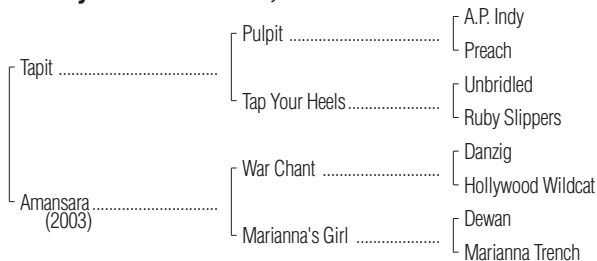 A.P. Indy
Pulpit ........................................
Preach
Tapit ..........................................
Unbridled
Tap Your Heels........................
Ruby Slippers
Danzig
War Chant ...............................
Hollywood Wildcat
Amansara.................................
(2003)
Dewan
Marianna's Girl ......................
Marianna Trench